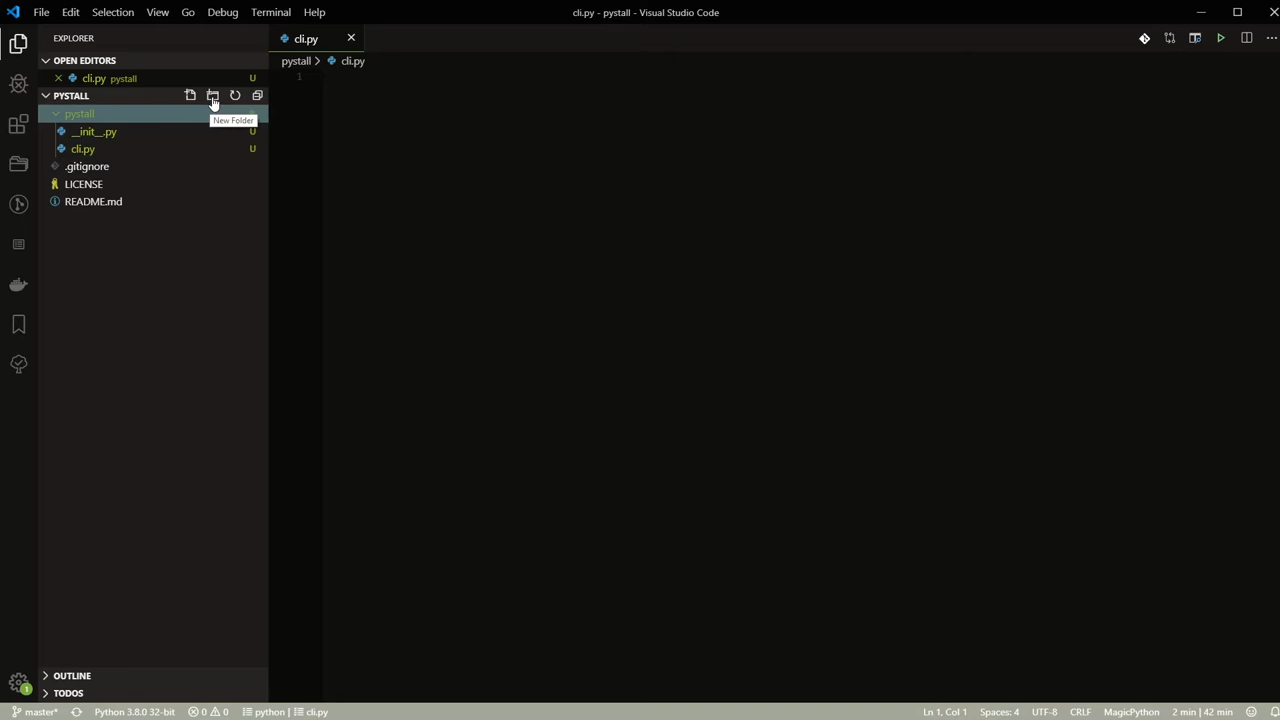 File Edit Selection View Go Debug Terminal Help
cli.py - pystall - Visual Studio Code
EXPLORER
cli.py
OPEN EDITORS
pystall cli.py
cli.py pystall U
1
PYSTALL
pystall
New Folder
__init__.py U
cli.py U
.gitignore
LICENSE
README.md
OUTLINE
TODOS
1
master* Python 3.8.0 32-bit 0 0 python | cli.py Ln 1, Col 1 Spaces: 4 UTF-8 CRLF MagicPython 2 min | 42 min